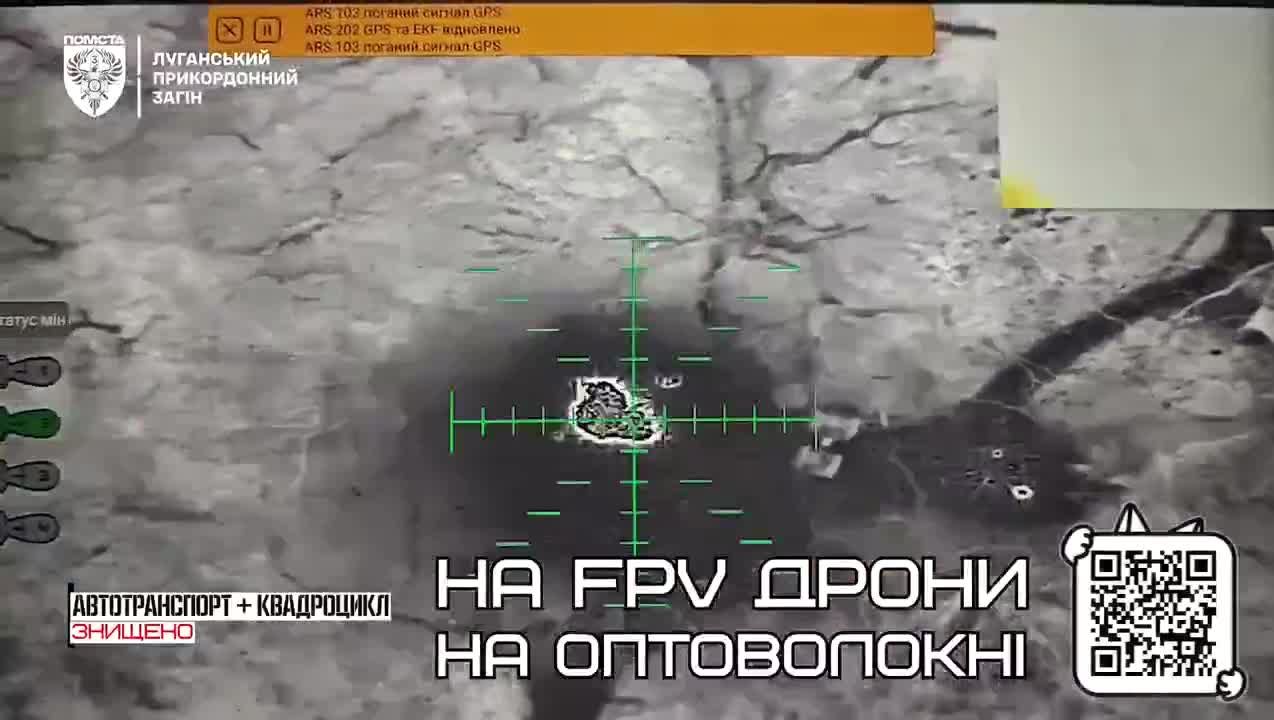 ARS 103 поганий сигнал GPS
ARS 202 GPS та EKF відновлено
ARS 103 поганий сигнал GPS
ПОМСТА
ЛУГАНСЬКИЙ
ПРИКОРДОННИЙ
ЗАГІН
татус мін
АВТОТРАНСПОРТ + КВАДРОЦИКЛ
ЗНИЩЕНО
НА FPV ДРОНИ
НА ОПТОВОЛОКНІ